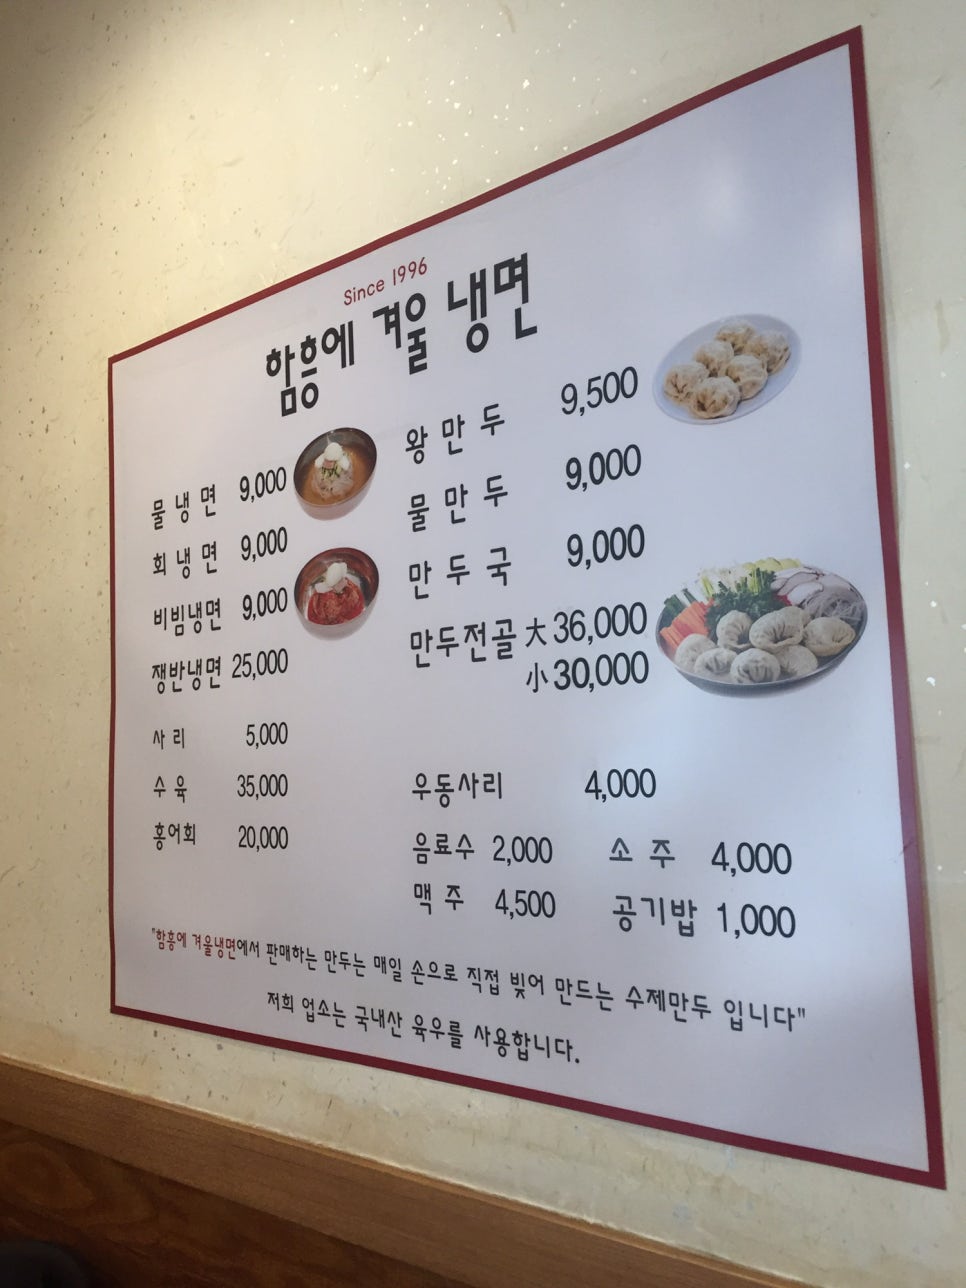 Since 1996
함흥에 겨울 냉면
물냉면 9,000
회냉면 9,000
비빔냉면 9,000
쟁반냉면 25,000
사리 5,000
수육 35,000
홍어회 20,000
왕만두 9,500
물만두 9,000
만두국 9,000
만두전골 大 36,000
小 30,000
우동사리 4,000
음료수 2,000 소주 4,000
맥주 4,500 공기밥 1,000
"함흥에 겨울냉면에서 판매하는 만두는 매일 손으로 직접 빚어 만드는 수제만두 입니다"
저희 업소는 국내산 육우를 사용합니다.